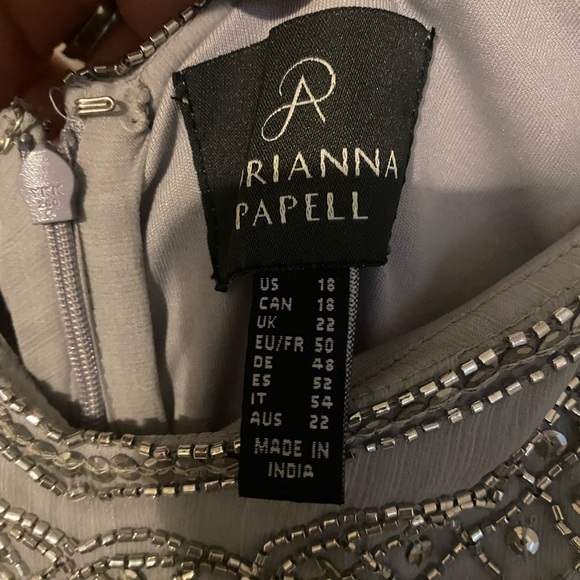 RIANNA
PAPELL
US 18
CAN 18
UK 22
EU/FR 50
DE 48
ES 52
IT 54
AUS 22
MADE IN
INDIA